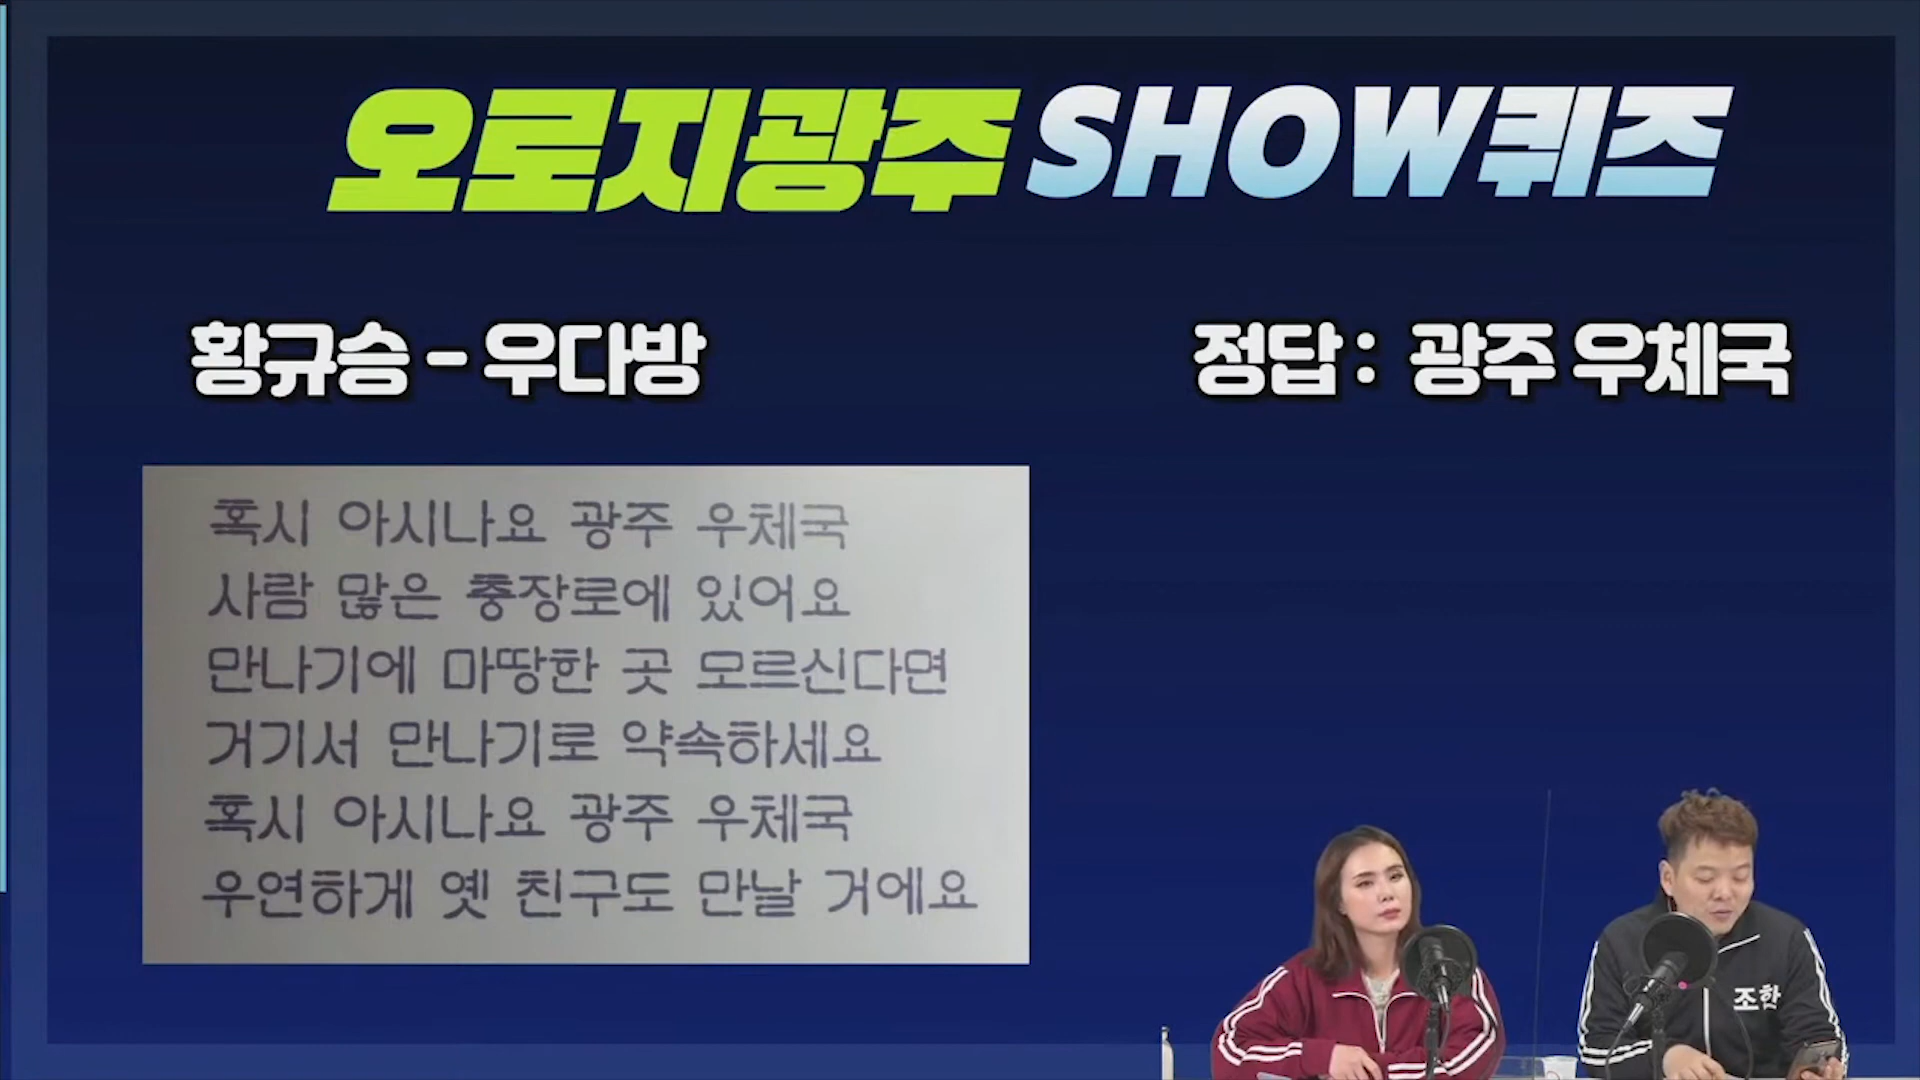 오로지광주 SHOW퀴즈
황규승 - 우다방
정답 : 광주 우체국
혹시 아시나요 광주 우체국
사람 많은 충장로에 있어요
만나기에 마땅한 곳 모르신다면
거기서 만나기로 약속하세요
혹시 아시나요 광주 우체국
우연하게 옛 친구도 만날 거에요
조한